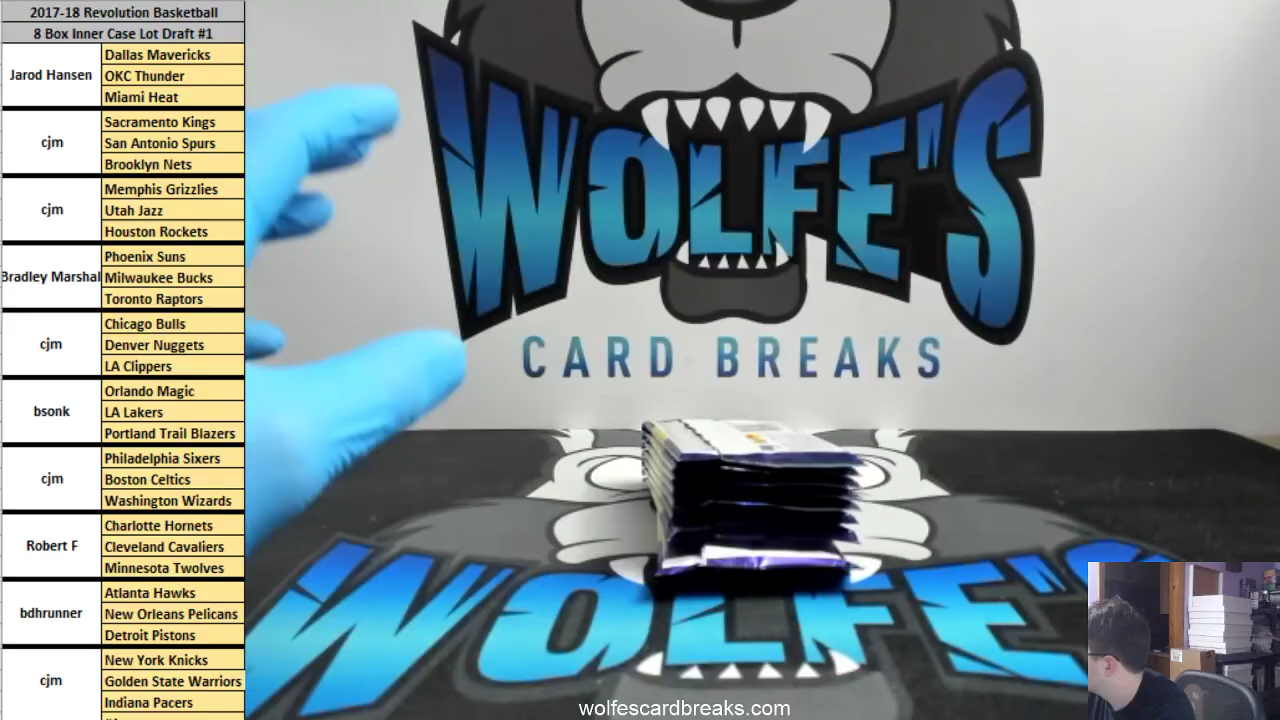 2017-18 Revolution Basketball
8 Box Inner Case Lot Draft #1
Jarod Hansen
Dallas Mavericks
OKC Thunder
Miami Heat
cjm
Sacramento Kings
San Antonio Spurs
Brooklyn Nets
cjm
Memphis Grizzlies
Utah Jazz
Houston Rockets
Bradley Marshal
Phoenix Suns
Milwaukee Bucks
Toronto Raptors
cjm
Chicago Bulls
Denver Nuggets
LA Clippers
bsonk
Orlando Magic
LA Lakers
Portland Trail Blazers
cjm
Philadelphia Sixers
Boston Celtics
Washington Wizards
Robert F
Charlotte Hornets
Cleveland Cavaliers
Minnesota Twolves
bdhrunner
Atlanta Hawks
New Orleans Pelicans
Detroit Pistons
cjm
New York Knicks
Golden State Warriors
Indiana Pacers
WOLFE'S
CARD BREAKS
WOLFE'S
wolfescardbreaks.com